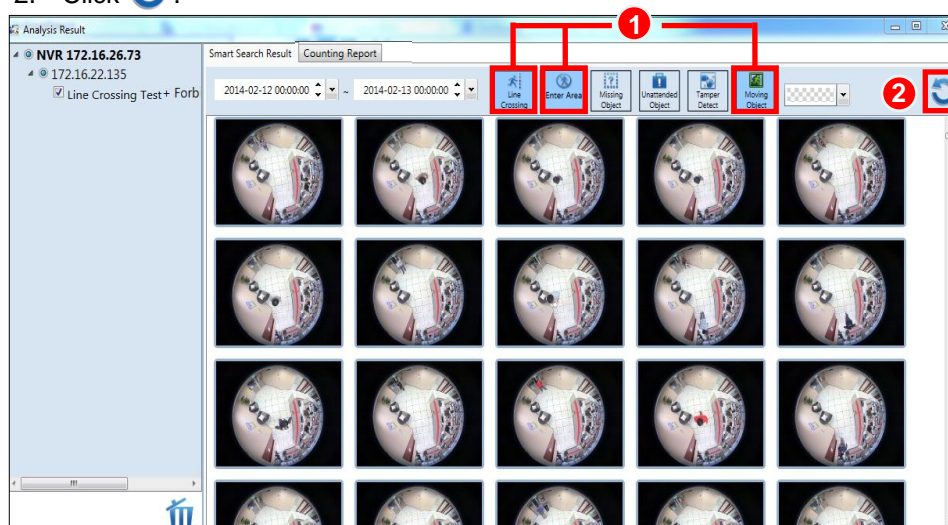 2. Click .
Analysis Result
NVR 172.16.26.73
172.16.22.135
Line Crossing Test+ Forb
Smart Search Result Counting Report
2014-02-12 00:00:00 ~ 2014-02-13 00:00:00
Line Crossing
Enter Area
Missing Object
Unattended Object
Tamper Detect
Moving Object
1
2